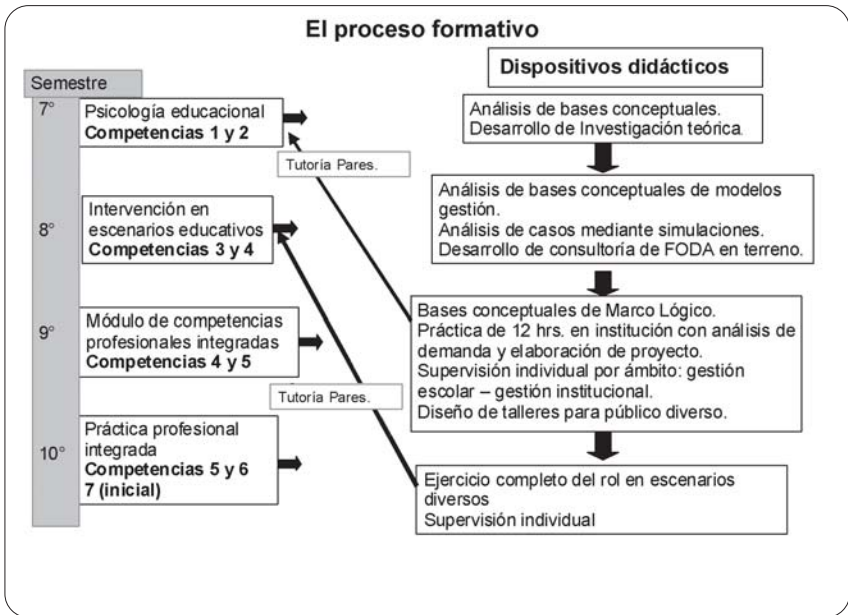 El proceso formativo
Semestre
7°
Psicología educacional
Competencias 1 y 2
8°
Intervención en
escenarios educativos
Competencias 3 y 4
9°
Módulo de competencias
profesionales integradas
Competencias 4 y 5
10°
Práctica profesional
integrada
Competencias 5 y 6
7 (inicial)
Tutoría Pares.
Tutoría Pares.
Dispositivos didácticos
Análisis de bases conceptuales.
Desarrollo de Investigación teórica.
Análisis de bases conceptuales de modelos
gestión.
Análisis de casos mediante simulaciones.
Desarrollo de consultoría de FODA en terreno.
Bases conceptuales de Marco Lógico.
Práctica de 12 hrs. en institución con análisis de
demanda y elaboración de proyecto.
Supervisión individual por ámbito: gestión
escolar – gestión institucional.
Diseño de talleres para público diverso.
Ejercicio completo del rol en escenarios
diversos
Supervisión individual